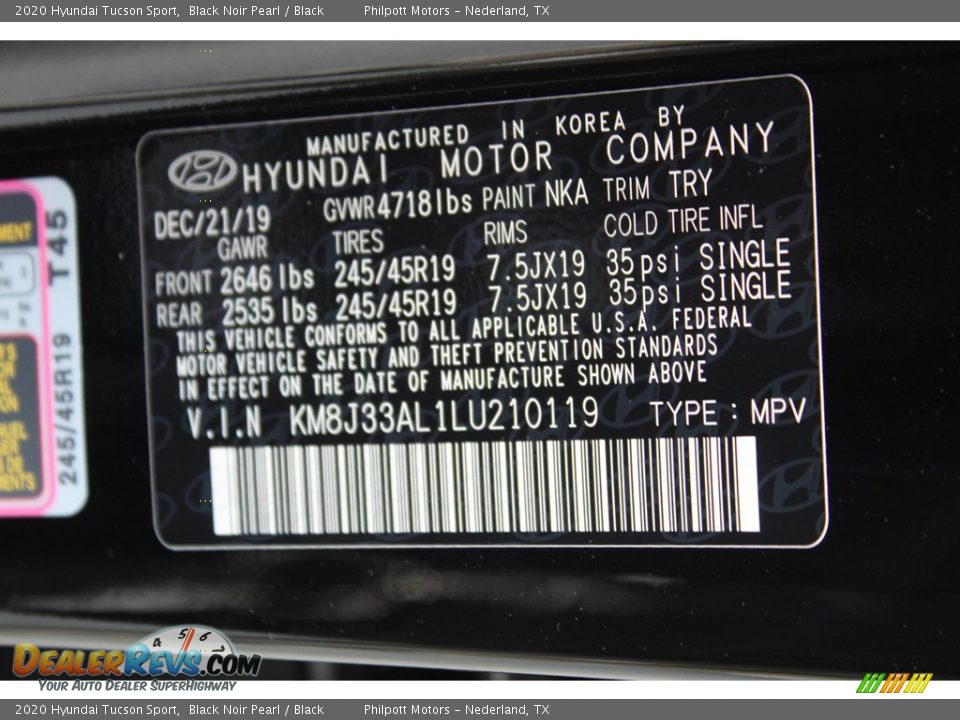 2020 Hyundai Tucson Sport, Black Noir Pearl / Black Philpott Motors - Nederland, TX
MANUFACTURED IN KOREA BY
HYUNDAI MOTOR COMPANY
DEC/21/19 GVWR 4718lbs PAINT NKA TRIM TRY
GAWR TIRES RIMS COLD TIRE INFL
FRONT 2646 lbs 245/45R19 7.5JX19 35psi SINGLE
REAR 2535 lbs 245/45R19 7.5JX19 35psi SINGLE
THIS VEHICLE CONFORMS TO ALL APPLICABLE U.S.A. FEDERAL
MOTOR VEHICLE SAFETY AND THEFT PREVENTION STANDARDS
IN EFFECT ON THE DATE OF MANUFACTURE SHOWN ABOVE
V.I.N KM8J33AL1LU210119 TYPE : MPV
245/45R19 T45
4 5 6
DEALERREVS.COM
YOUR AUTO DEALER SUPERHIGHWAY
2020 Hyundai Tucson Sport, Black Noir Pearl / Black Philpott Motors - Nederland, TX